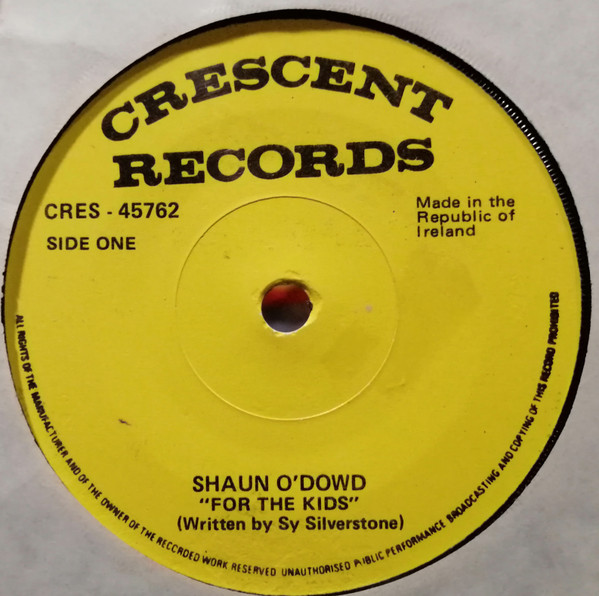 CRESCENT
RECORDS
CRES - 45762
SIDE ONE
Made in the
Republic of
Ireland
SHAUN O'DOWD
"FOR THE KIDS"
(Written by Sy Silverstone)
ALL RIGHTS OF THE MANUFACTURER AND OF THE OWNER OF THE RECORDED WORK RESERVED UNAUTHORISED PUBLIC PERFORMANCE BROADCASTING AND COPYING OF THIS RECORD PROHIBITED